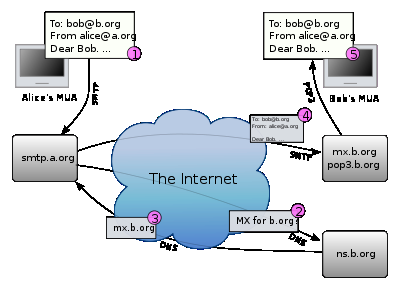 To: bob@b.org
From alice@a.org
Dear Bob. ...
1
Alice's MUA
SMTP
To: bob@b.org
From alice@a.org
Dear Bob. ...
5
Bob's MUA
POP3
smtp.a.org
The Internet
To: bob@b.org
From: alice@a.org
Dear Bob. ...
4
SMTP
mx.b.org
pop3.b.org
mx.b.org
3
DNS
MX for b.org?
2
DNS
ns.b.org